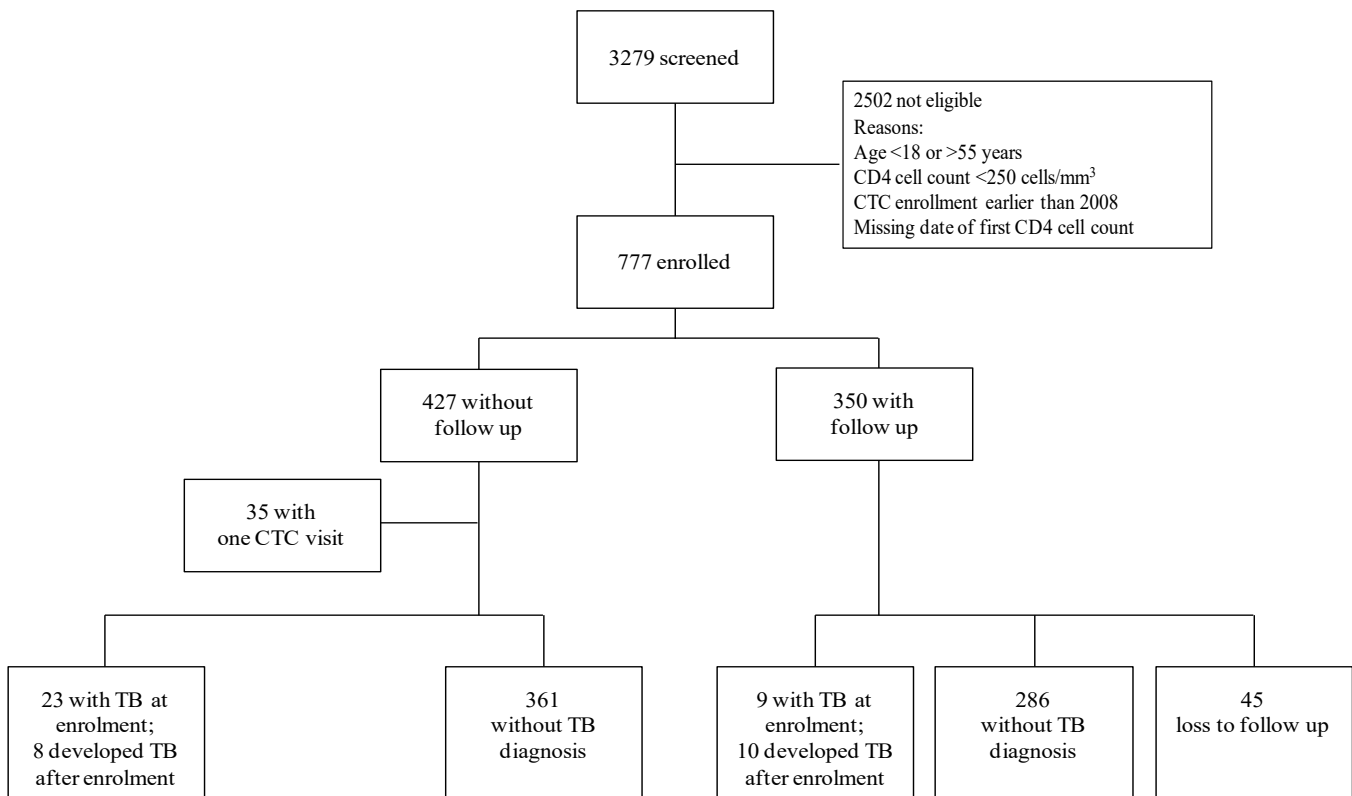 3279 screened
2502 not eligible
Reasons:
Age <18 or >55 years
CD4 cell count <250 cells/mm³
CTC enrollment earlier than 2008
Missing date of first CD4 cell count
777 enrolled
427 without
follow up
350 with
follow up
35 with
one CTC visit
23 with TB at
enrolment;
8 developed TB
after enrolment
361
without TB
diagnosis
9 with TB at
enrolment;
10 developed TB
after enrolment
286
without TB
diagnosis
45
loss to follow up